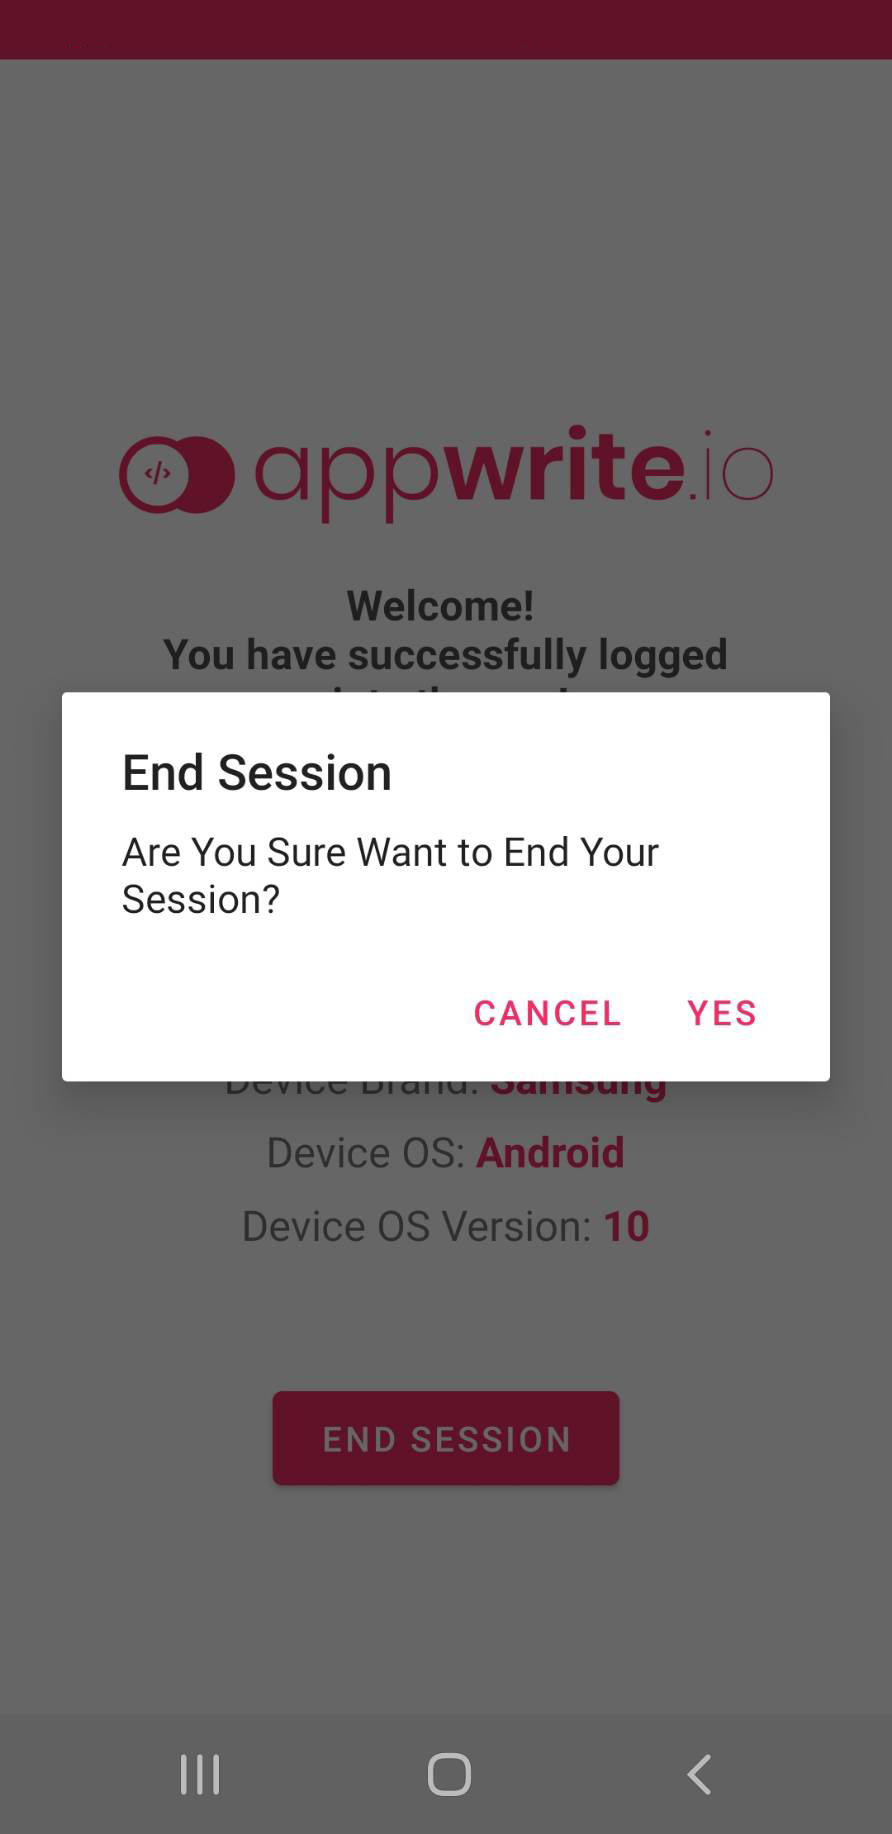 </> appwrite.io
Welcome!
You have successfully logged
End Session
Are You Sure Want to End Your
Session?
CANCEL YES
Device Brand: Samsung
Device OS: Android
Device OS Version: 10
END SESSION